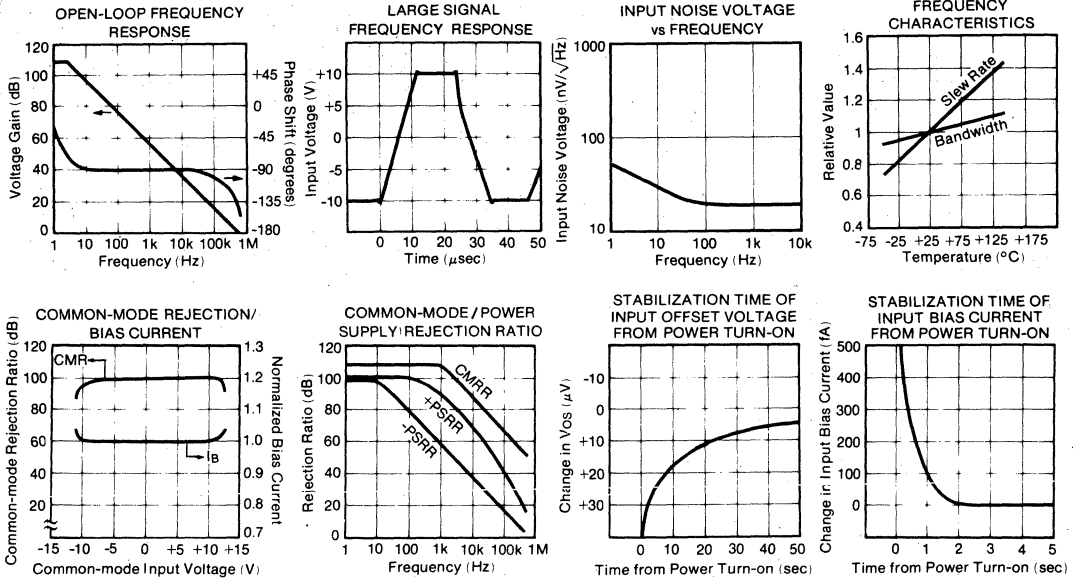 OPEN-LOOP FREQUENCY
RESPONSE
120
100
80
60
40
20
0
Voltage Gain (dB)
+45
0
-45
-90
-135
-180
Phase Shift (degrees)
1 10 100 1k 10k 100k 1M
Frequency (Hz)
LARGE SIGNAL
FREQUENCY RESPONSE
+10
+5
0
-5
-10
Input Voltage (V)
0 10 20 30 40 50
Time (μsec)
INPUT NOISE VOLTAGE
vs FREQUENCY
1000
100
10
Input Noise Voltage (nV/√Hz)
1 10 100 1k 10k
Frequency (Hz)
FREQUENCY
CHARACTERISTICS
1.6
1.4
1.2
1
0.8
0.6
0.4
Relative Value
Slew Rate
Bandwidth
-75 -25 +25 +75 +125 +175
Temperature (°C)
COMMON-MODE REJECTION/
BIAS CURRENT
120
100
80
60
40
20
Common-mode Rejection Ratio (dB)
CMR
IB
1.3
1.2
1.1
1.0
0.9
0.8
0.7
Normalized Bias Current
-15 -10 -5 0 +5 +10 +15
Common-mode Input Voltage (V)
COMMON-MODE/POWER
SUPPLY REJECTION RATIO
120
100
80
60
40
20
0
Rejection Ratio (dB)
CMRR
+PSRR
-PSRR
1 10 100 1k 10k 100k 1M
Frequency (Hz)
STABILIZATION TIME OF
INPUT OFFSET VOLTAGE
FROM POWER TURN-ON
-10
0
+10
+20
+30
Change in VOS (μV)
0 10 20 30 40 50
Time from Power Turn-on (sec)
STABILIZATION TIME OF
INPUT BIAS CURRENT
FROM POWER TURN-ON
500
400
300
200
100
0
Change in Input Bias Current (fA)
0 1 2 3 4 5
Time from Power Turn-on (sec)